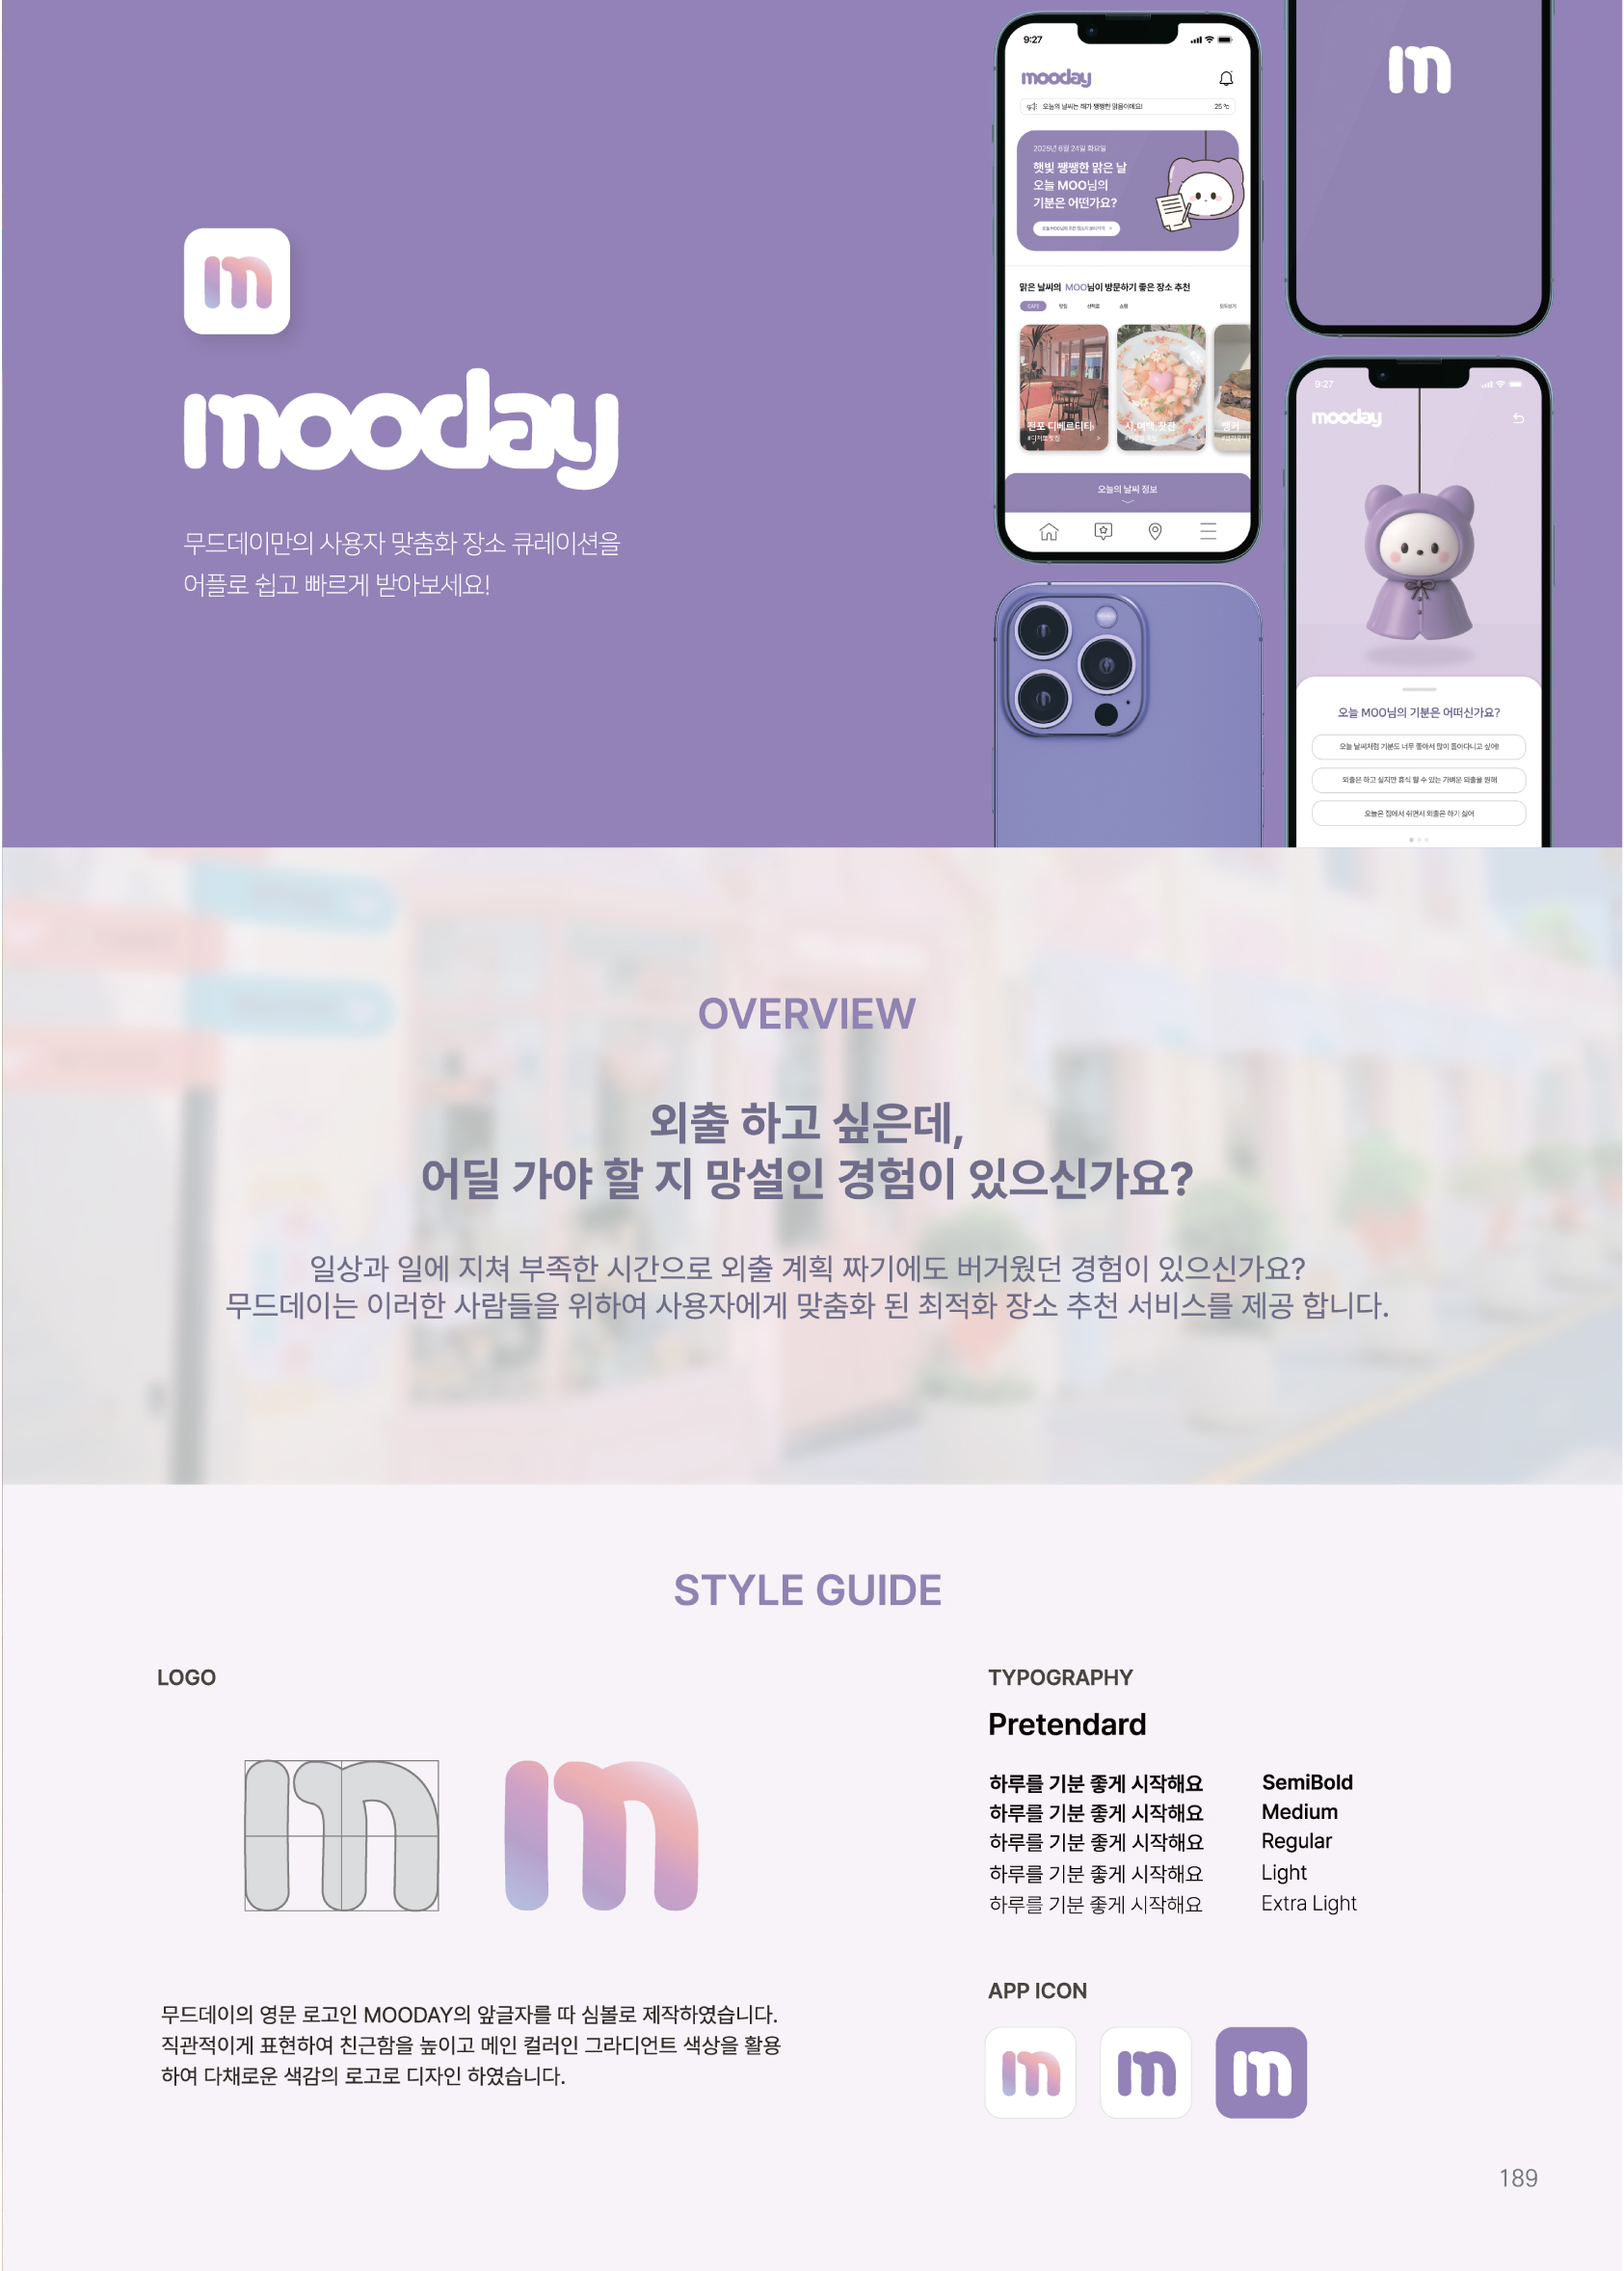 m
mooday
무드데이만의 사용자 맞춤화 장소 큐레이션을
어플로 쉽고 빠르게 받아보세요!
9:27
mooday
오늘의 날씨는 해가 쨍쨍한 맑음이에요!
25 ℃
2025년 6월 24일 화요일
햇빛 쨍쨍한 맑은 날
오늘 MOO님의
기분은 어떤가요?
맑은 날씨의 MOO님이 방문하기 좋은 장소 추천
CAFE 맛집 산책로 쇼핑
전포 디베르티티
오늘의 날씨 정보
m
9:27
mooday
오늘 MOO님의 기분은 어떠신가요?
오늘 날씨처럼 기분도 너무 좋아서 많이 돌아다니고 싶어!
외출은 하고 싶지만 휴식 할 수 있는 가벼운 외출을 원해
오늘은 집에서 쉬면서 외출은 하기 싫어
OVERVIEW
외출 하고 싶은데,
어딜 가야 할 지 망설인 경험이 있으신가요?
일상과 일에 지쳐 부족한 시간으로 외출 계획 짜기에도 버거웠던 경험이 있으신가요?
무드데이는 이러한 사람들을 위하여 사용자에게 맞춤화 된 최적화 장소 추천 서비스를 제공 합니다.
STYLE GUIDE
LOGO
m m
무드데이의 영문 로고인 MOODAY의 앞글자를 따 심볼로 제작하였습니다.
직관적이게 표현하여 친근함을 높이고 메인 컬러인 그라디언트 색상을 활용
하여 다채로운 색감의 로고로 디자인 하였습니다.
TYPOGRAPHY
Pretendard
하루를 기분 좋게 시작해요 SemiBold
하루를 기분 좋게 시작해요 Medium
하루를 기분 좋게 시작해요 Regular
하루를 기분 좋게 시작해요 Light
하루를 기분 좋게 시작해요 Extra Light
APP ICON
m m m
189